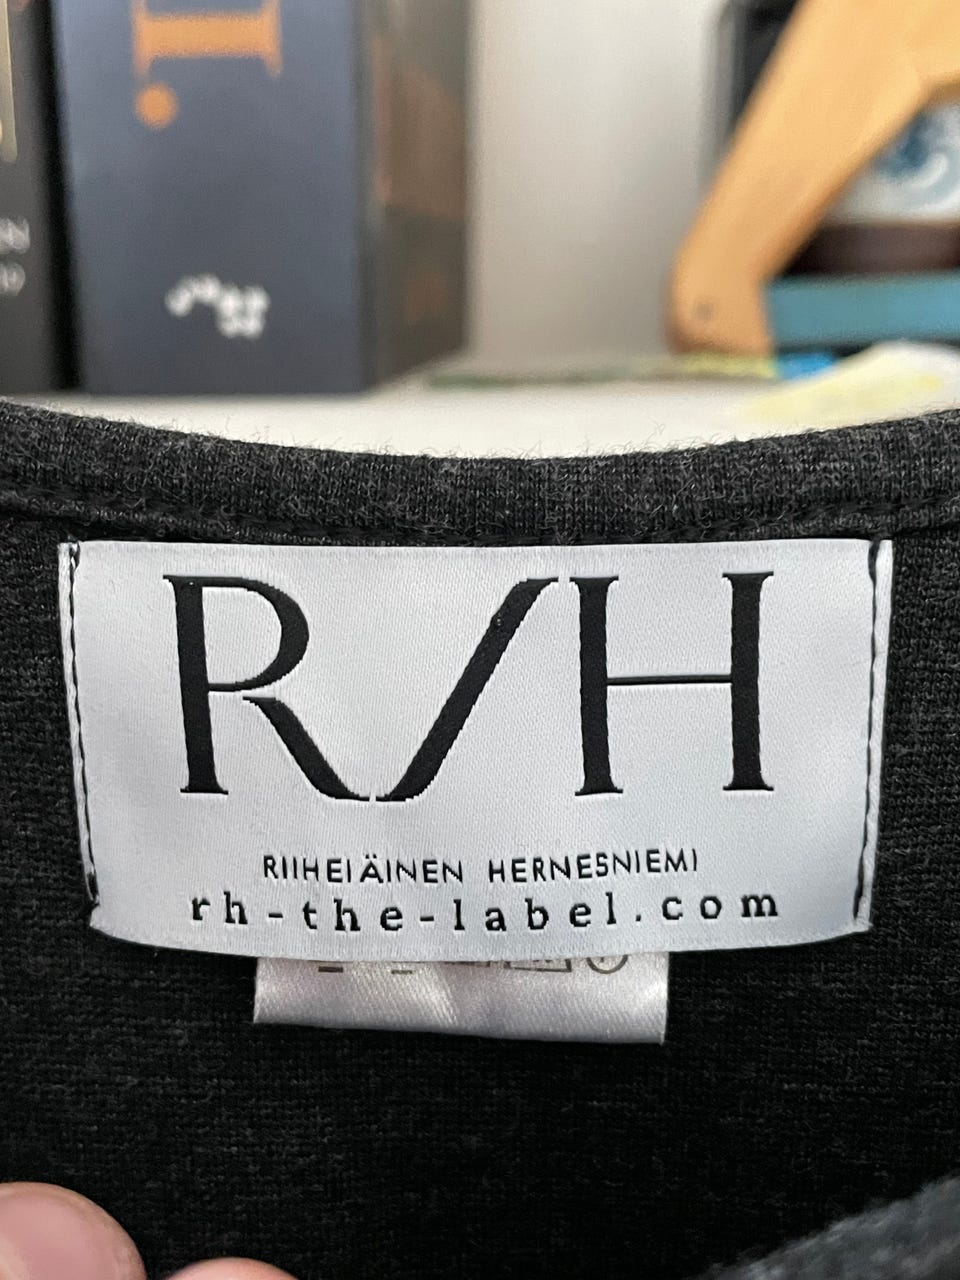 R/H
RIIHELÄINEN HERNESNIEMI
rh-the-label.com